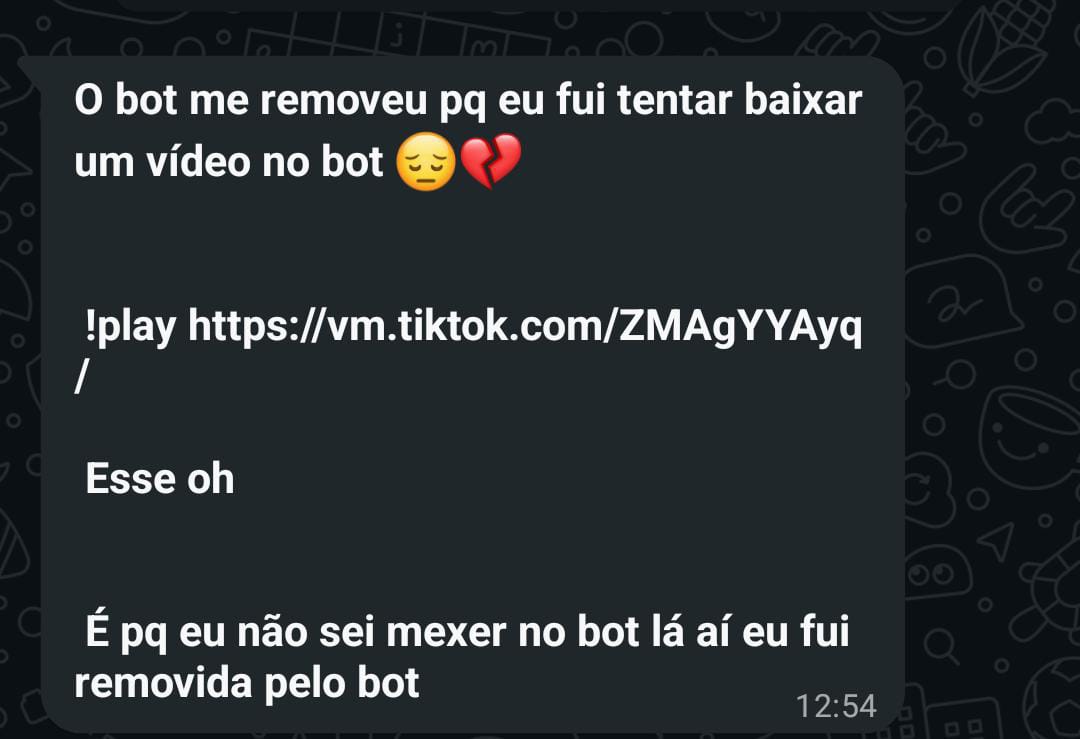 O bot me removeu pq eu fui tentar baixar
um vídeo no bot 😔💔
!play https://vm.tiktok.com/ZMAgYYAyq
/
Esse oh
É pq eu não sei mexer no bot lá aí eu fui
removida pelo bot
12:54